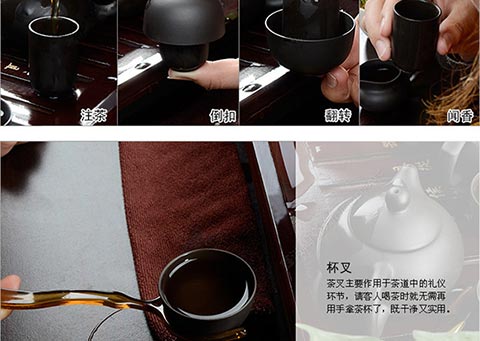 注茶
倒扣
翻转
闻香
杯叉
茶叉主要作用于茶道中的礼仪
环节，请客人喝茶时就无需再
用手拿茶杯了，既干净又实用。